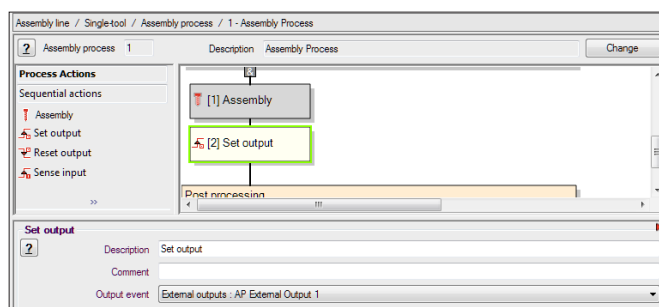 Assembly line / Single-tool / Assembly process / 1 - Assembly Process
? Assembly process 1 Description Assembly Process Change
Process Actions
Sequential actions
Assembly
Set output
Reset output
Sense input
>>
[1] Assembly
[2] Set output
Post processing
Set output
? Description Set output
Comment
Output event External outputs : AP External Output 1